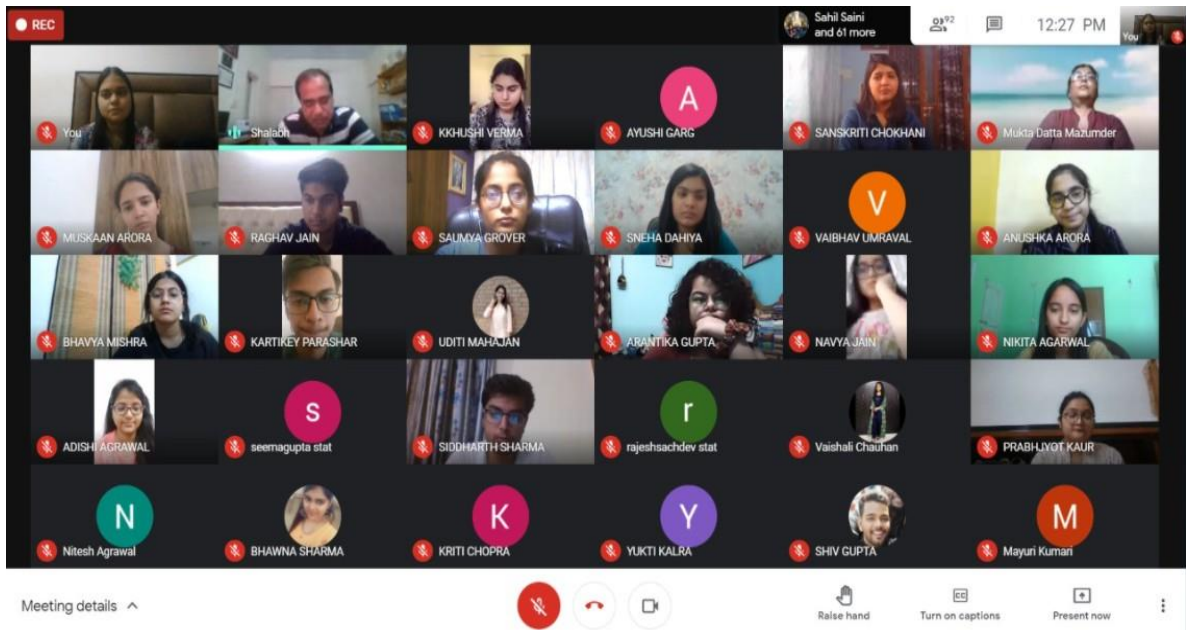 REC
Sahil Saini
and 61 more
92
12:27 PM
You
You
Shalabh
KKHUSHI VERMA
A
AYUSHI GARG
SANSKRITI CHOKHANI
Mukta Datta Mazumder
MUSKAAN ARORA
RAGHAV JAIN
SAUMYA GROVER
SNEHA DAHIYA
V
VAIBHAV UMRAVAL
ANUSHKA ARORA
BHAVYA MISHRA
KARTIKEY PARASHAR
UDITI MAHAJAN
ARANTIKA GUPTA
NAVYA JAIN
NIKITA AGARWAL
ADISHI AGRAWAL
s
seemagupta stat
SIDDHARTH SHARMA
r
rajeshsachdev stat
Vaishali Chauhan
PRABHJYOT KAUR
N
Nitesh Agrawal
BHAWNA SHARMA
K
KRITI CHOPRA
Y
YUKTI KALRA
SHIV GUPTA
M
Mayuri Kumari
Meeting details
Raise hand
CC
Turn on captions
Present now